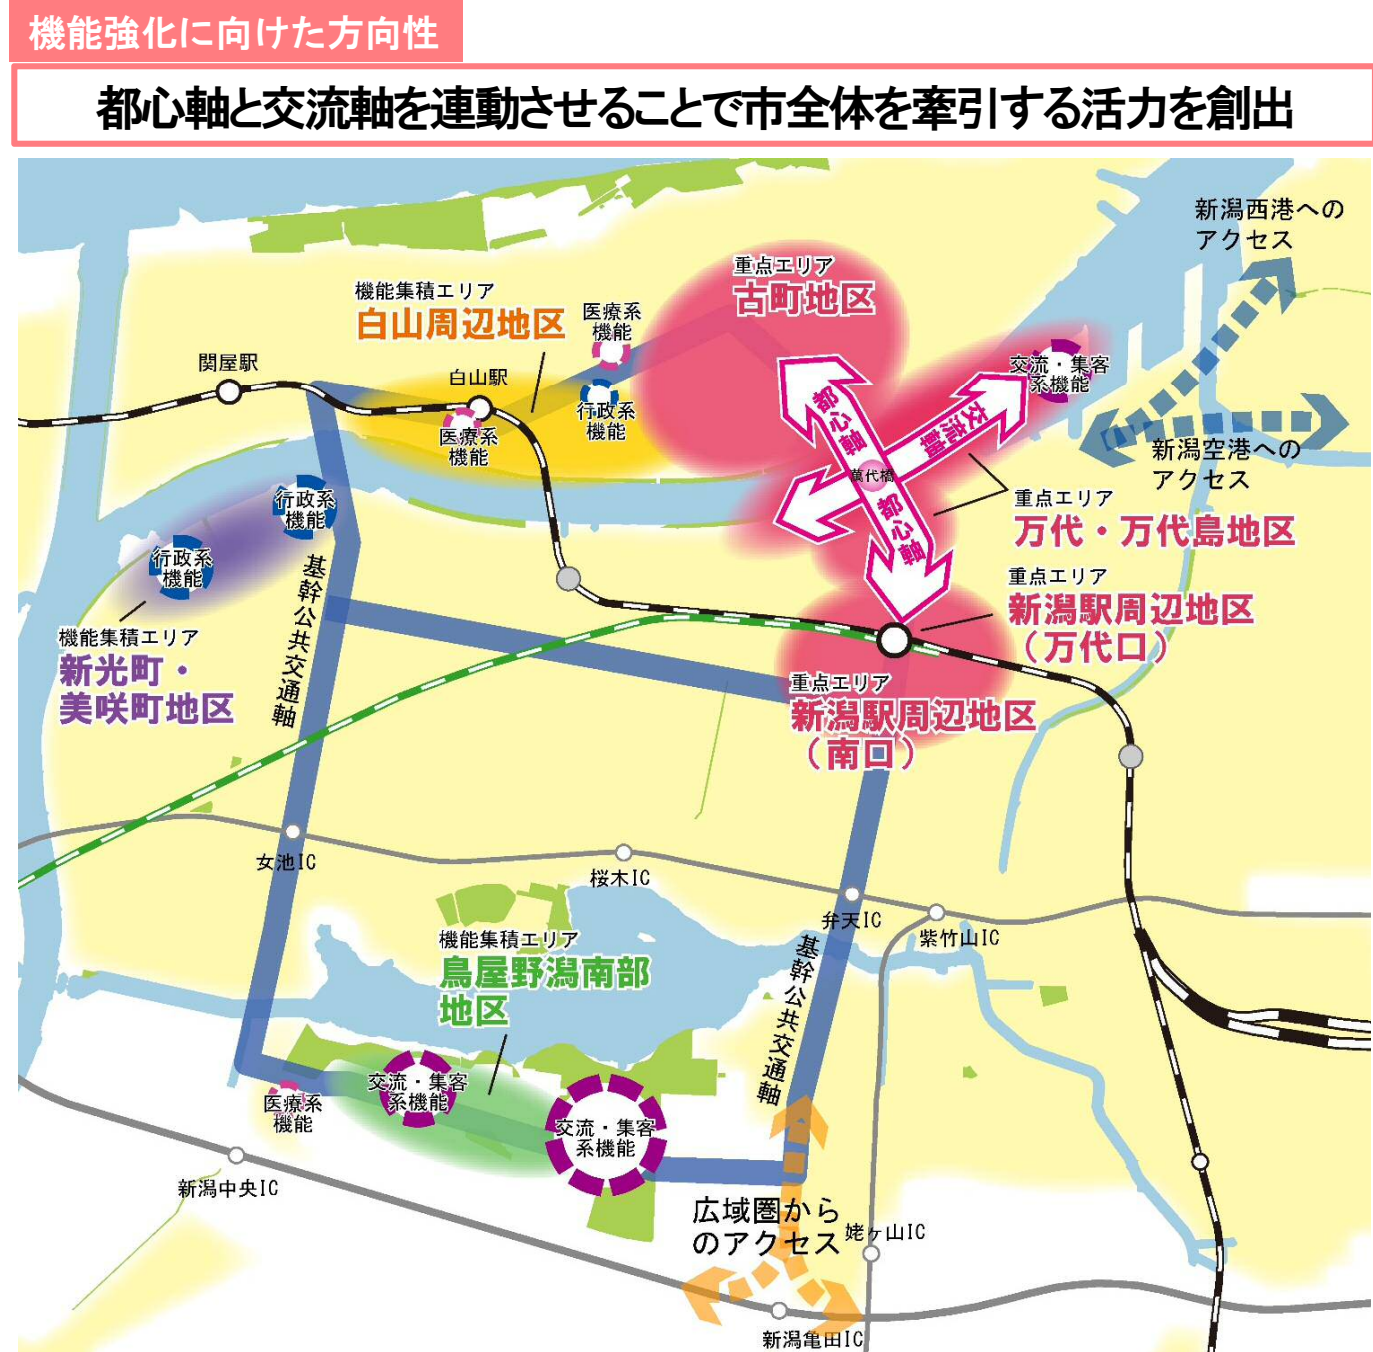 機能強化に向けた方向性
都心軸と交流軸を連動させることで市全体を牽引する活力を創出
新潟西港への
アクセス
重点エリア
古町地区
機能集積エリア
白山周辺地区
医療系
機能
関屋駅
白山駅
交流・集客
系機能
都心軸
交流軸
行政系
機能
医療系
機能
新潟空港への
アクセス
萬代橋
行政系
機能
重点エリア
万代・万代島地区
都心軸
行政系
機能
基幹公共交通軸
重点エリア
新潟駅周辺地区
（万代口）
機能集積エリア
新光町・
美咲町地区
重点エリア
新潟駅周辺地区
（南口）
女池IC
桜木IC
弁天IC
紫竹山IC
機能集積エリア
鳥屋野潟南部
地区
基幹公共交通軸
交流・集客
系機能
医療系
機能
交流・集客
系機能
新潟中央IC
広域圏から
のアクセス
姥ヶ山IC
新潟亀田IC